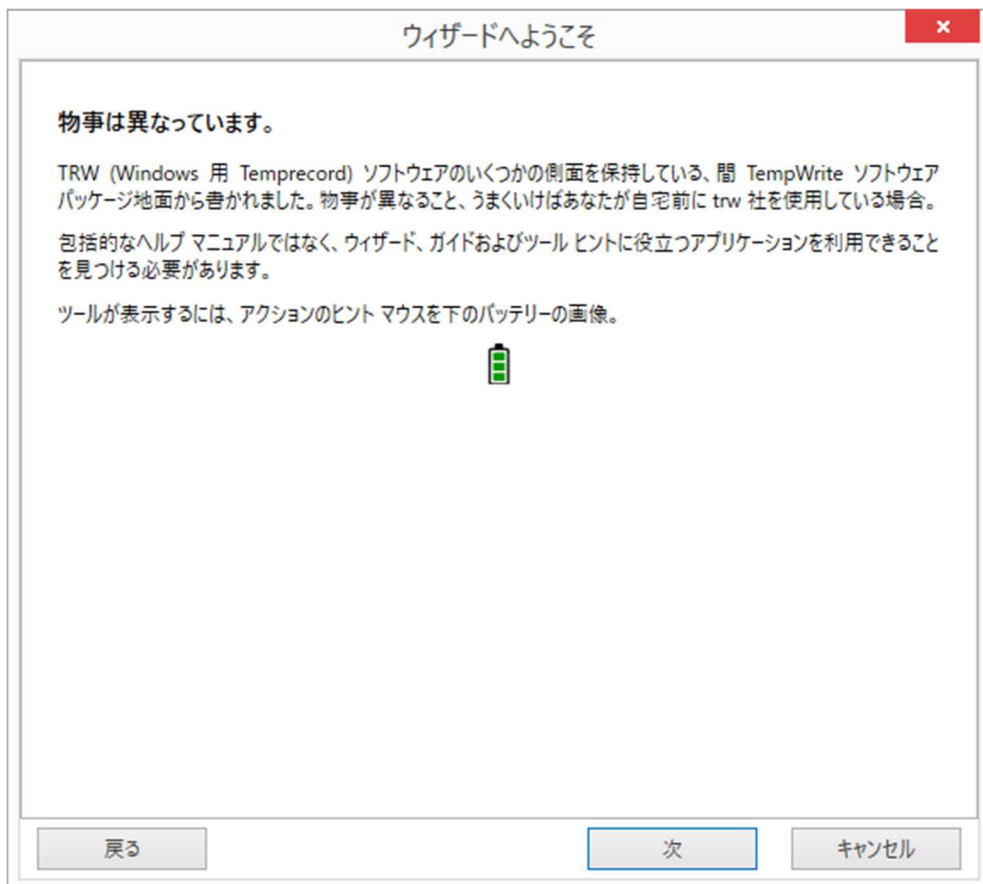 ウィザードへようこそ
物事は異なっています。
TRW (Windows 用 Temprecord) ソフトウェアのいくつかの側面を保持している、間 TempWrite ソフトウェア
パッケージ地面から書かれました。物事が異なること、うまくいけばあなたが自宅前に trw 社を使用している場合。
包括的なヘルプ マニュアルではなく、ウィザード、ガイドおよびツール ヒントに役立つアプリケーションを利用できること
を見つける必要があります。
ツールが表示するには、アクションのヒント マウスを下のバッテリーの画像。
戻る
次
キャンセル